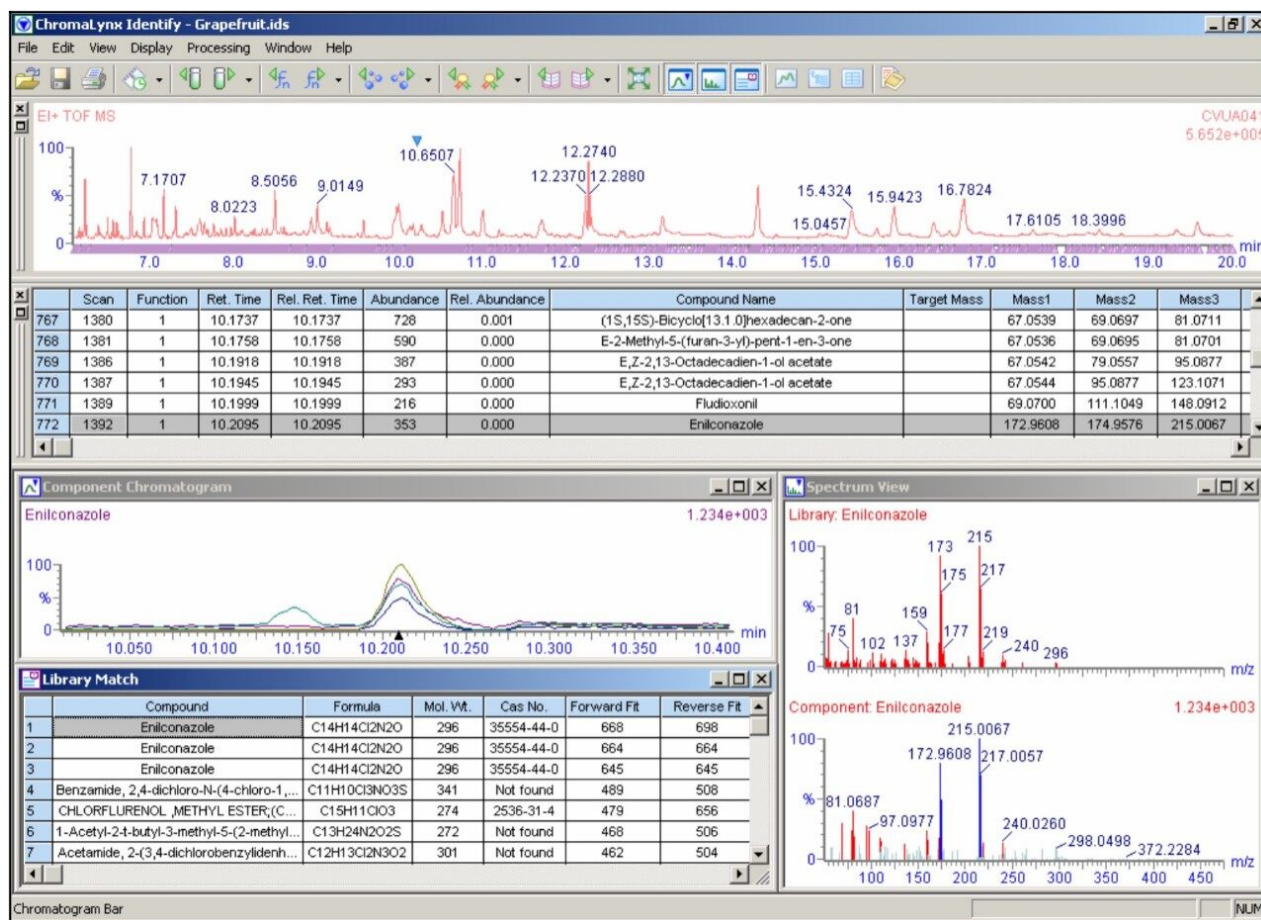 ChromaLynx Identify - Grapefruit.ids
File Edit View Display Processing Window Help
EI+ TOF MS
CVUA041
5.652e+005
100
%
0
7.1707
8.0223
8.5056
9.0149
10.6507
12.2370
12.2740
12.2880
15.0457
15.4324
15.9423
16.7824
17.6105
18.3996
7.0 8.0 9.0 10.0 11.0 12.0 13.0 14.0 15.0 16.0 17.0 18.0 19.0 20.0 min
Scan Function Ret. Time Rel. Ret. Time Abundance Rel. Abundance Compound Name Target Mass Mass1 Mass2 Mass3
767 1380 1 10.1737 10.1737 728 0.001 (1S,15S)-Bicyclo[13.1.0]hexadecan-2-one 67.0539 69.0697 81.0711
768 1381 1 10.1758 10.1758 590 0.000 E-2-Methyl-5-(furan-3-yl)-pent-1-en-3-one 67.0536 69.0695 81.0701
769 1386 1 10.1918 10.1918 387 0.000 E,Z-2,13-Octadecadien-1-ol acetate 67.0542 79.0557 95.0877
770 1387 1 10.1945 10.1945 293 0.000 E,Z-2,13-Octadecadien-1-ol acetate 67.0544 95.0877 123.1071
771 1389 1 10.1999 10.1999 216 0.000 Fludioxonil 69.0700 111.1049 148.0912
772 1392 1 10.2095 10.2095 353 0.000 Enilconazole 172.9608 174.9576 215.0067
Component Chromatogram
Enilconazole
1.234e+003
100
%
0
min
10.050 10.100 10.150 10.200 10.250 10.300 10.350 10.400
Library Match
Compound Formula Mol. Wt. Cas No. Forward Fit Reverse Fit
1 Enilconazole C14H14Cl2N2O 296 35554-44-0 668 698
2 Enilconazole C14H14Cl2N2O 296 35554-44-0 664 664
3 Enilconazole C14H14Cl2N2O 296 35554-44-0 645 645
4 Benzamide, 2,4-dichloro-N-(4-chloro-1,... C11H10Cl3NO3S 341 Not found 489 508
5 CHLORFLURENOL ,METHYL ESTER;(C... C15H11ClO3 274 2536-31-4 479 656
6 1-Acetyl-2-t-butyl-3-methyl-5-(2-methyl... C13H24N2O2S 272 Not found 468 506
7 Acetamide, 2-(3,4-dichlorobenzylidenh... C12H13Cl2N3O2 301 Not found 462 504
Spectrum View
Library: Enilconazole
100
%
0
75
81
102
137
159
173
175
177
215
217
219
240
296
m/z
Component: Enilconazole
1.234e+003
100
%
0
81.0687
97.0977
172.9608
215.0067
217.0057
240.0260
298.0498
372.2284
m/z
100 150 200 250 300 350 400 450
Chromatogram Bar
NUM